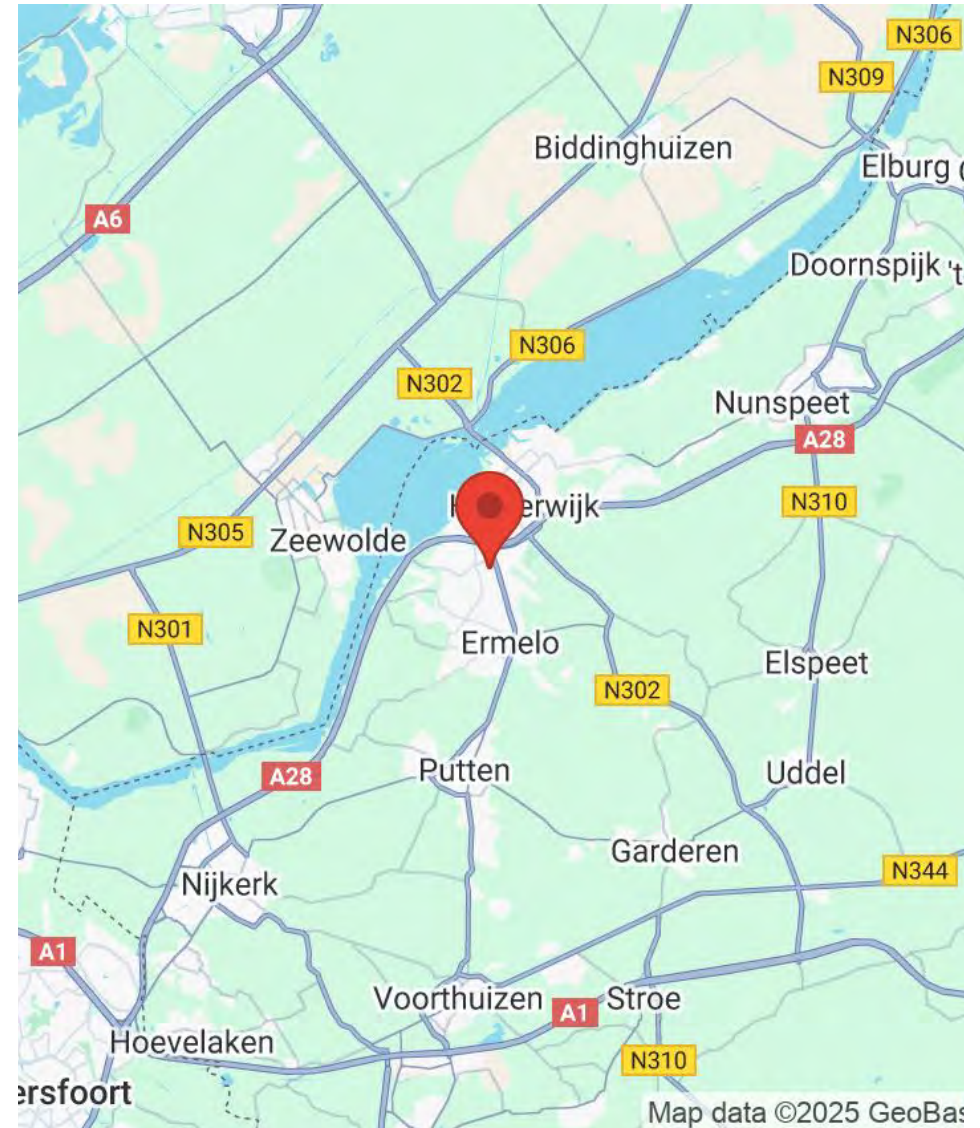 N306
N309
Biddinghuizen
Elburg
A6
Doornspijk 't
N306
N302
Nunspeet
A28
erwijk
N310
N305
Zeewolde
N301
Ermelo
Elspeet
N302
A28
Putten
Uddel
Garderen
N344
Nijkerk
A1
Voorthuizen
A1
Stroe
Hoevelaken
N310
ersfoort
Map data ©2025 GeoBas